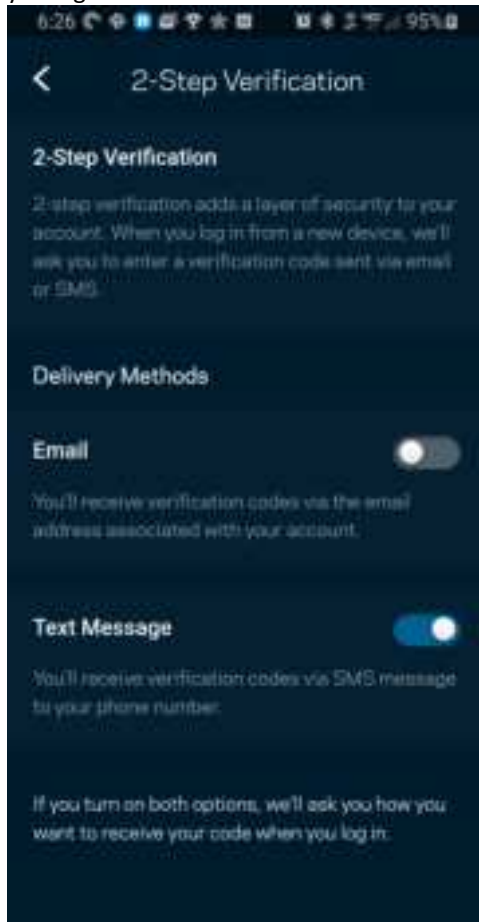 6:26 95%
2-Step Verification
2-Step Verification
2-step verification adds a layer of security to your
account. When you log in from a new device, we'll
ask you to enter a verification code sent via email
or SMS.
Delivery Methods
Email
You'll receive verification codes via the email
address associated with your account.
Text Message
You'll receive verification codes via SMS message
to your phone number.
If you turn on both options, we'll ask you how you
want to receive your code when you log in.